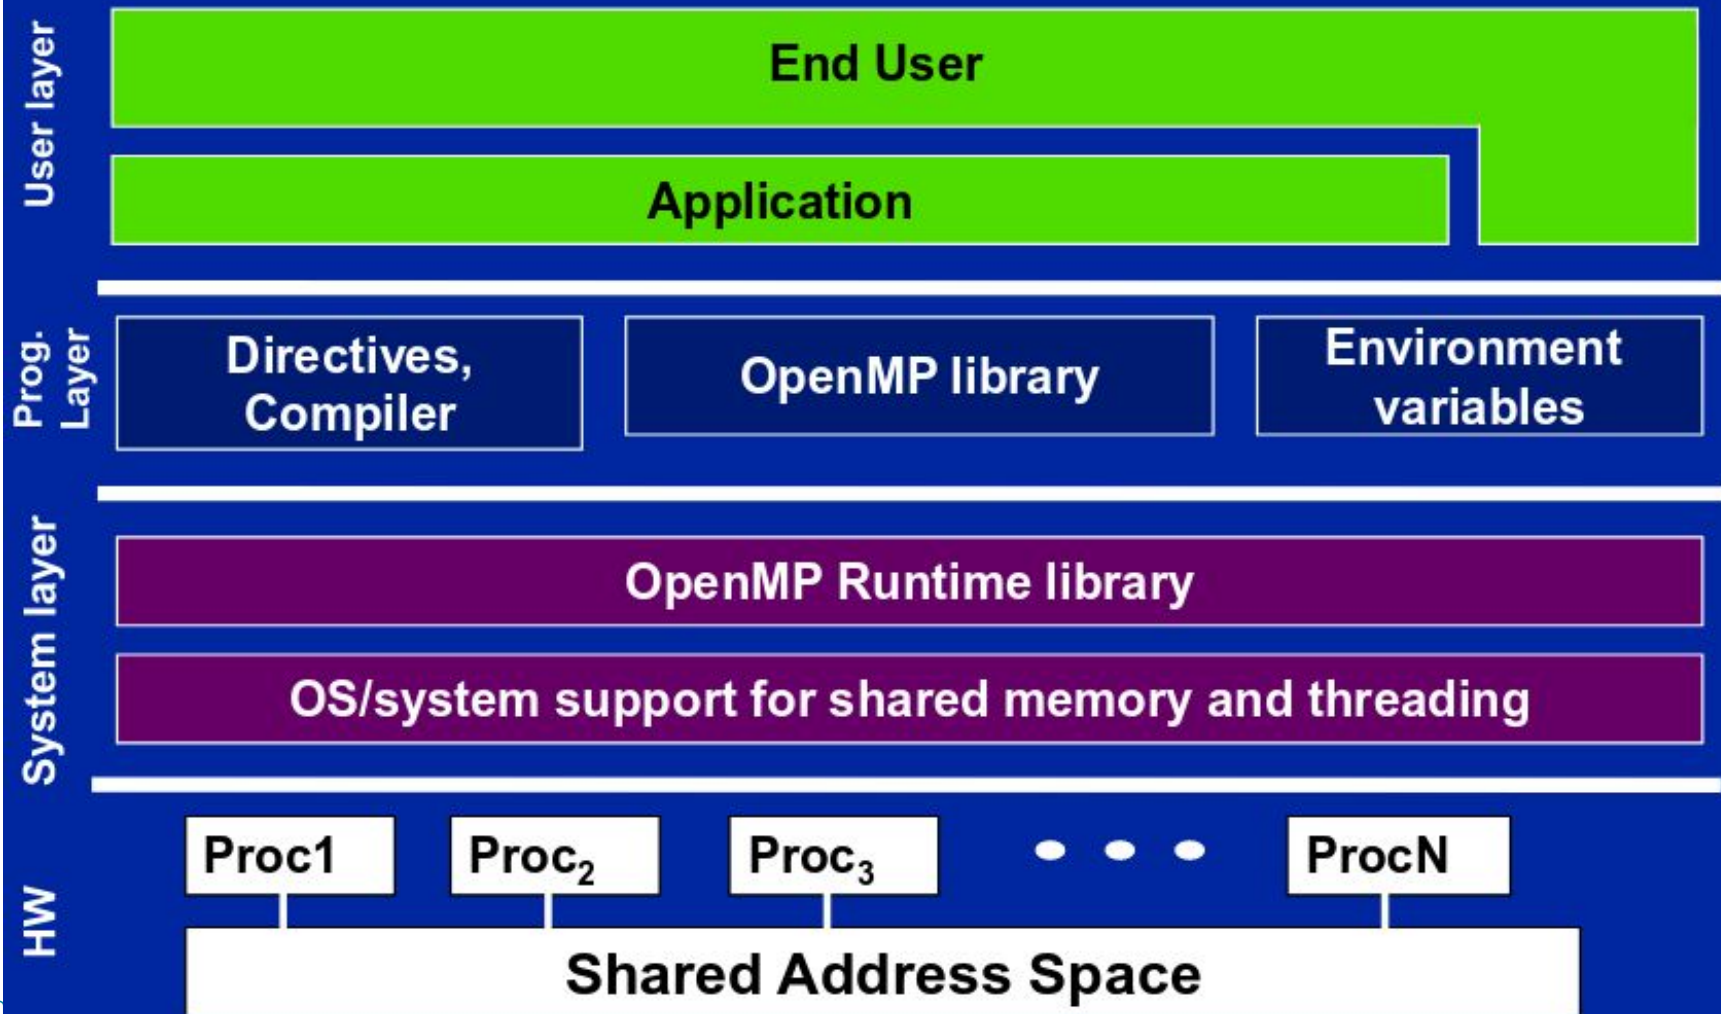 User layer
End User
Application
Prog.
Layer
Directives,
Compiler
OpenMP library
Environment
variables
System layer
OpenMP Runtime library
OS/system support for shared memory and threading
HW
Proc1
Proc₂
Proc₃
• • •
ProcN
Shared Address Space